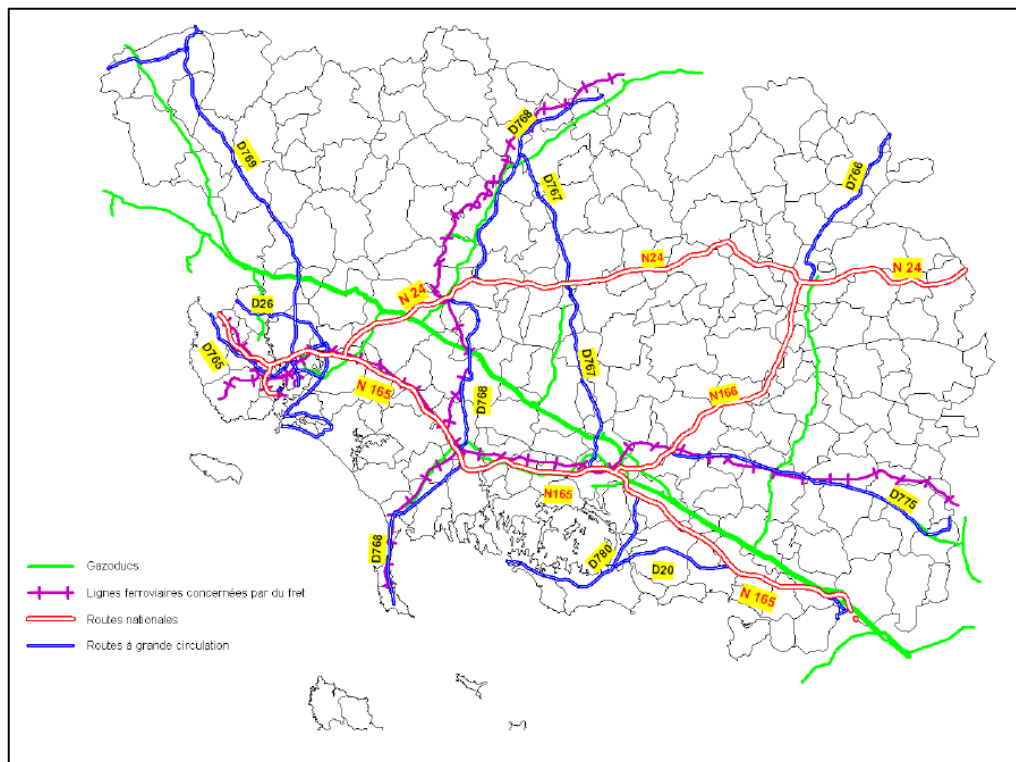 D768
D769
D767
D766
N24
N 24
N 24
D26
D765
D767
N 165
D768
N166
N165
D775
D768
D780
D20
N 165
Gazoducs
Lignes ferroviaires concernées par du fret
Routes nationales
Routes à grande circulation